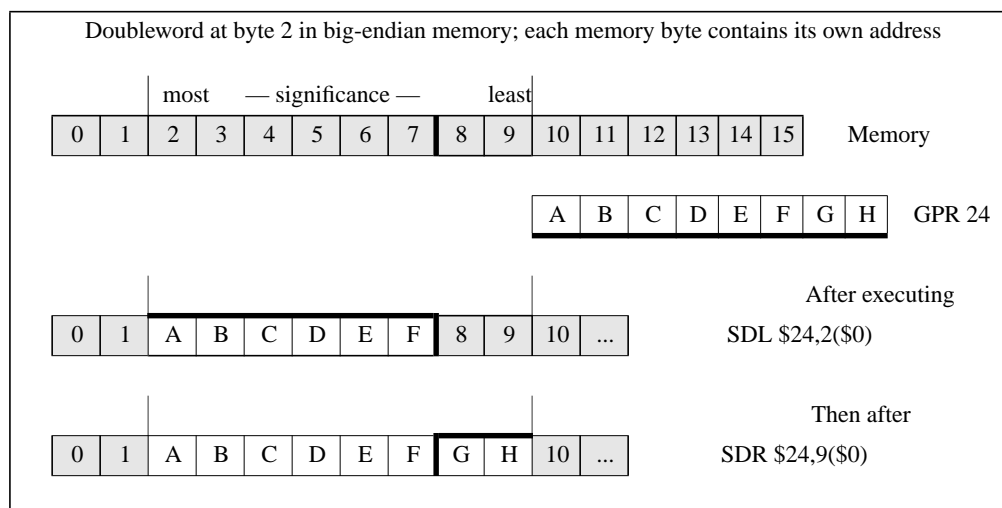 Doubleword at byte 2 in big-endian memory; each memory byte contains its own address
most — significance — least
0 1 2 3 4 5 6 7 8 9 10 11 12 13 14 15 Memory
A B C D E F G H GPR 24
After executing
0 1 A B C D E F 8 9 10 ... SDL $24,2($0)
Then after
0 1 A B C D E F G H 10 ... SDR $24,9($0)